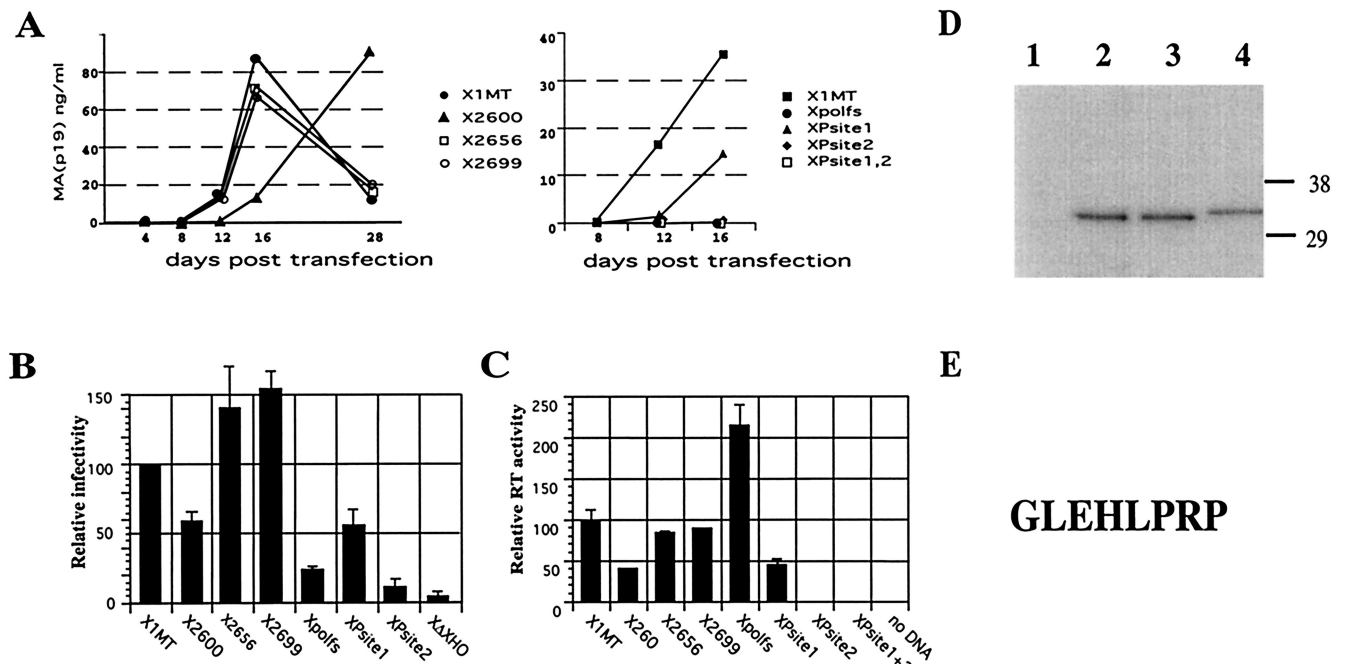 A
MA(p19) ng/ml
80
60
40
20
0
4 8 12 16 28
days post transfection
X1MT
X2600
X2656
X2699
40
30
20
10
0
8 12 16
days post transfection
X1MT
Xpolfs
XPsite1
XPsite2
XPsite1,2
D
1 2 3 4
38
29
B
Relative infectivity
150
100
50
0
X1MT
X2600
X2656
X2699
Xpolfs
XPsite1
XPsite2
XΔXHO
C
Relative RT activity
250
200
150
100
50
0
X1MT
X260
X2656
X2699
Xpolfs
XPsite1
XPsite2
XPsite1+
no DNA
E
GLEHLPRP